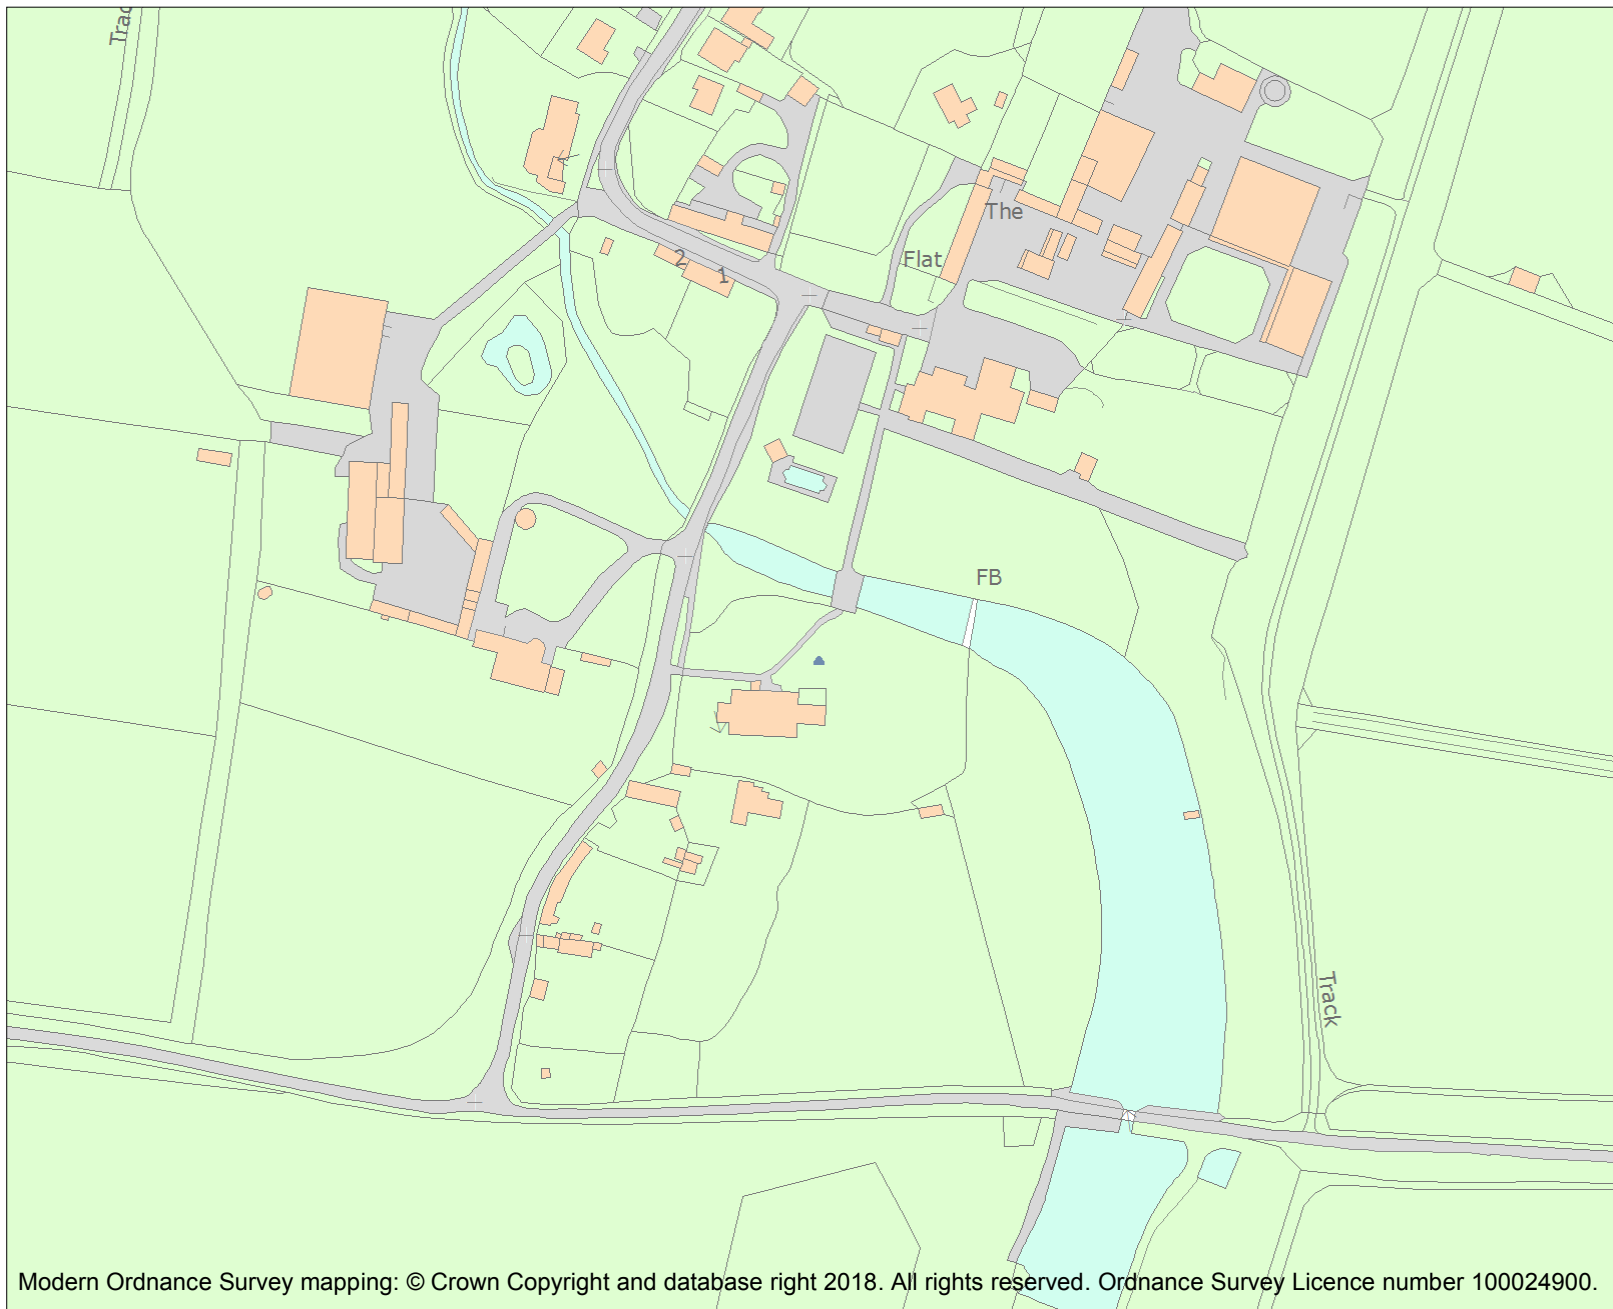 Trac
The
Flat
2
1
FB
Track
Modern Ordnance Survey mapping: © Crown Copyright and database right 2018. All rights reserved. Ordnance Survey Licence number 100024900.